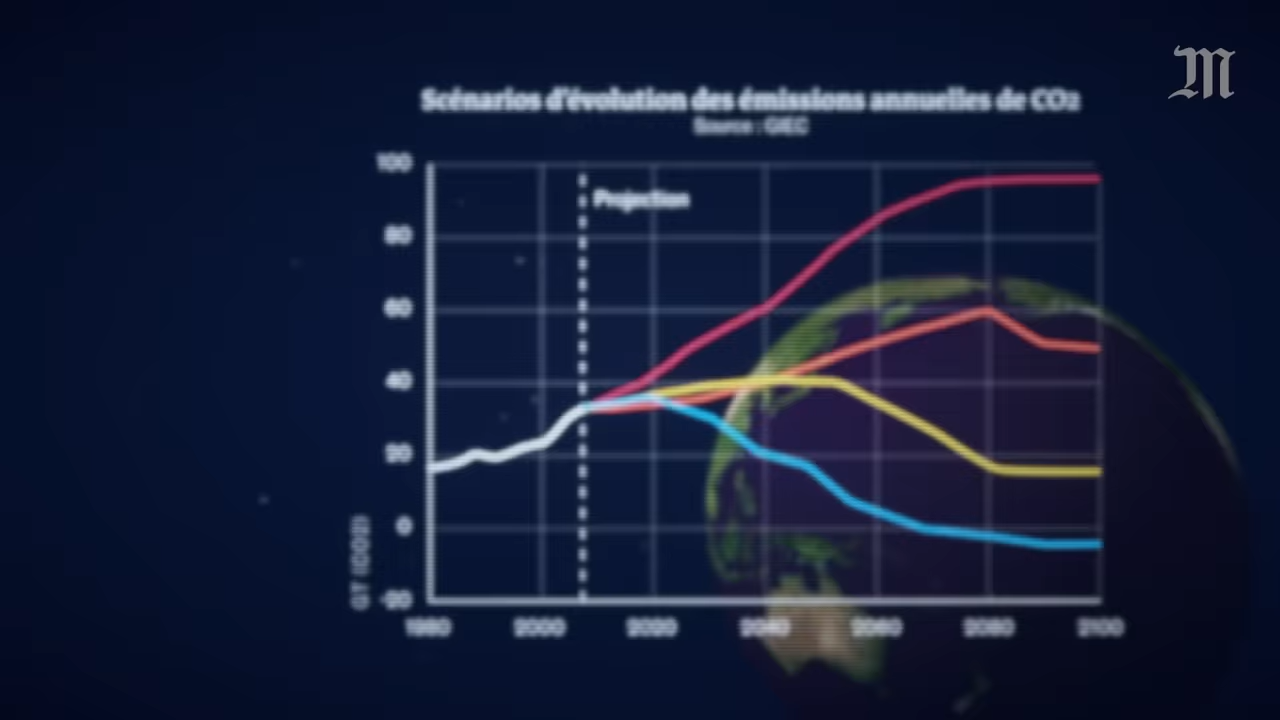 M
Scénarios d'évolution des émissions annuelles de CO2
Source : GIEC
100
80
60
40
20
0
-20
GT (CO2)
Projection
1980
2000
2020
2040
2060
2080
2100